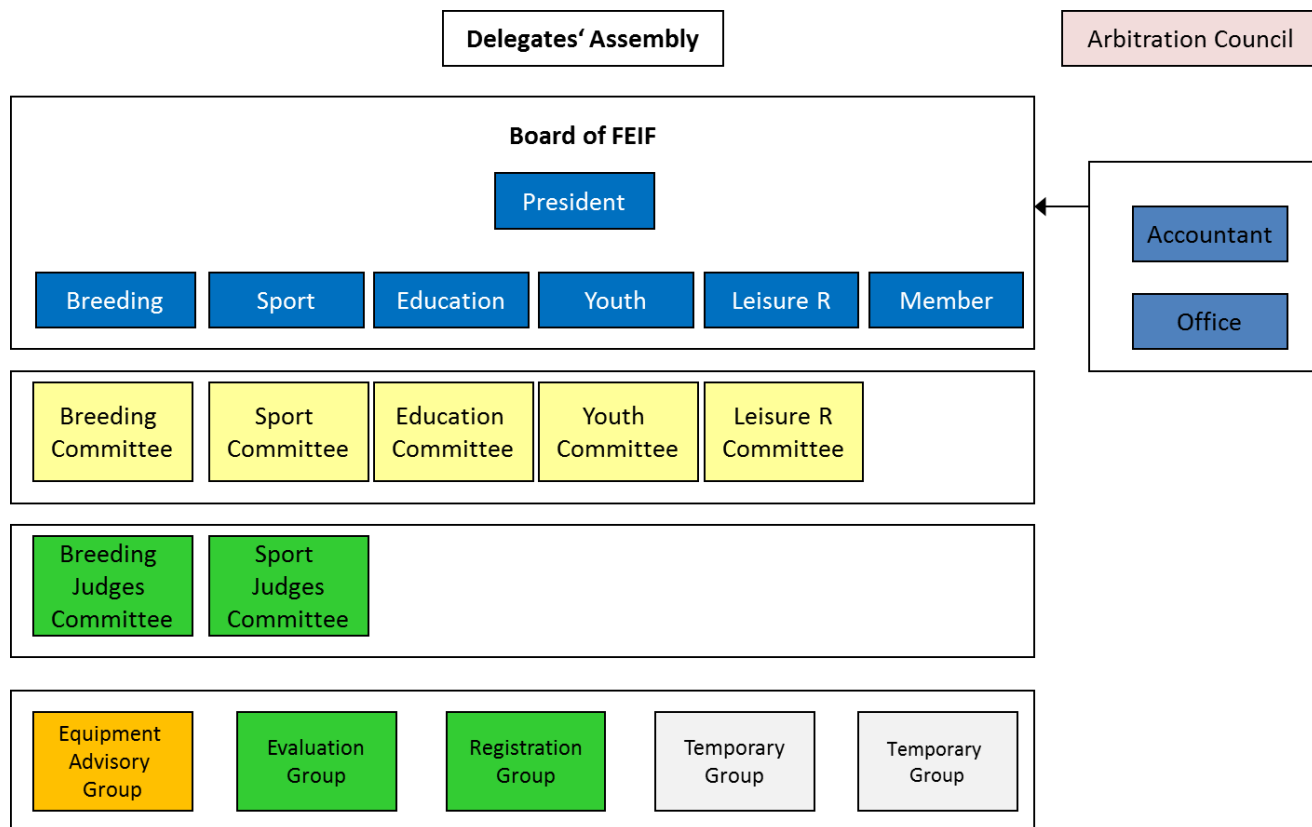 Delegates‘ Assembly
Arbitration Council
Board of FEIF
President
Accountant
Office
Breeding
Sport
Education
Youth
Leisure R
Member
Breeding
Committee
Sport
Committee
Education
Committee
Youth
Committee
Leisure R
Committee
Breeding
Judges
Committee
Sport
Judges
Committee
Equipment
Advisory
Group
Evaluation
Group
Registration
Group
Temporary
Group
Temporary
Group